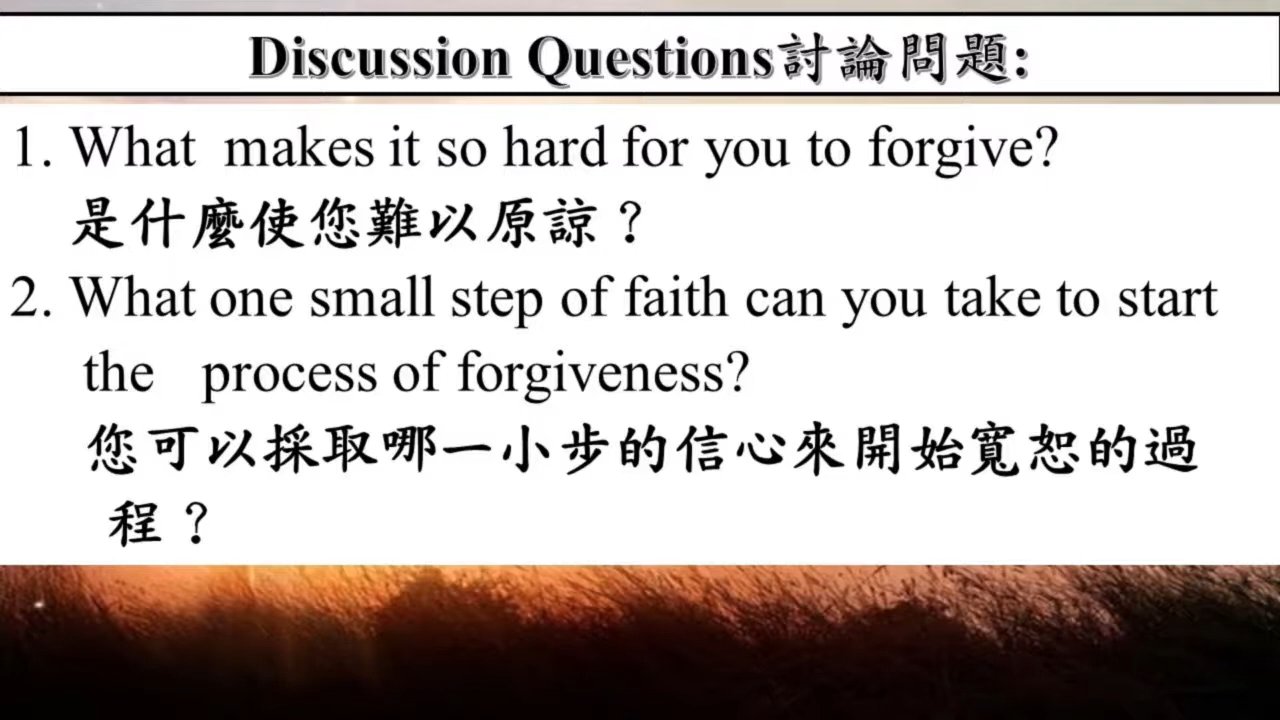 Discussion Questions討論問題:
1. What makes it so hard for you to forgive?
是什麼使您難以原諒？
2. What one small step of faith can you take to start
the process of forgiveness?
您可以採取哪一小步的信心來開始寬恕的過
程？